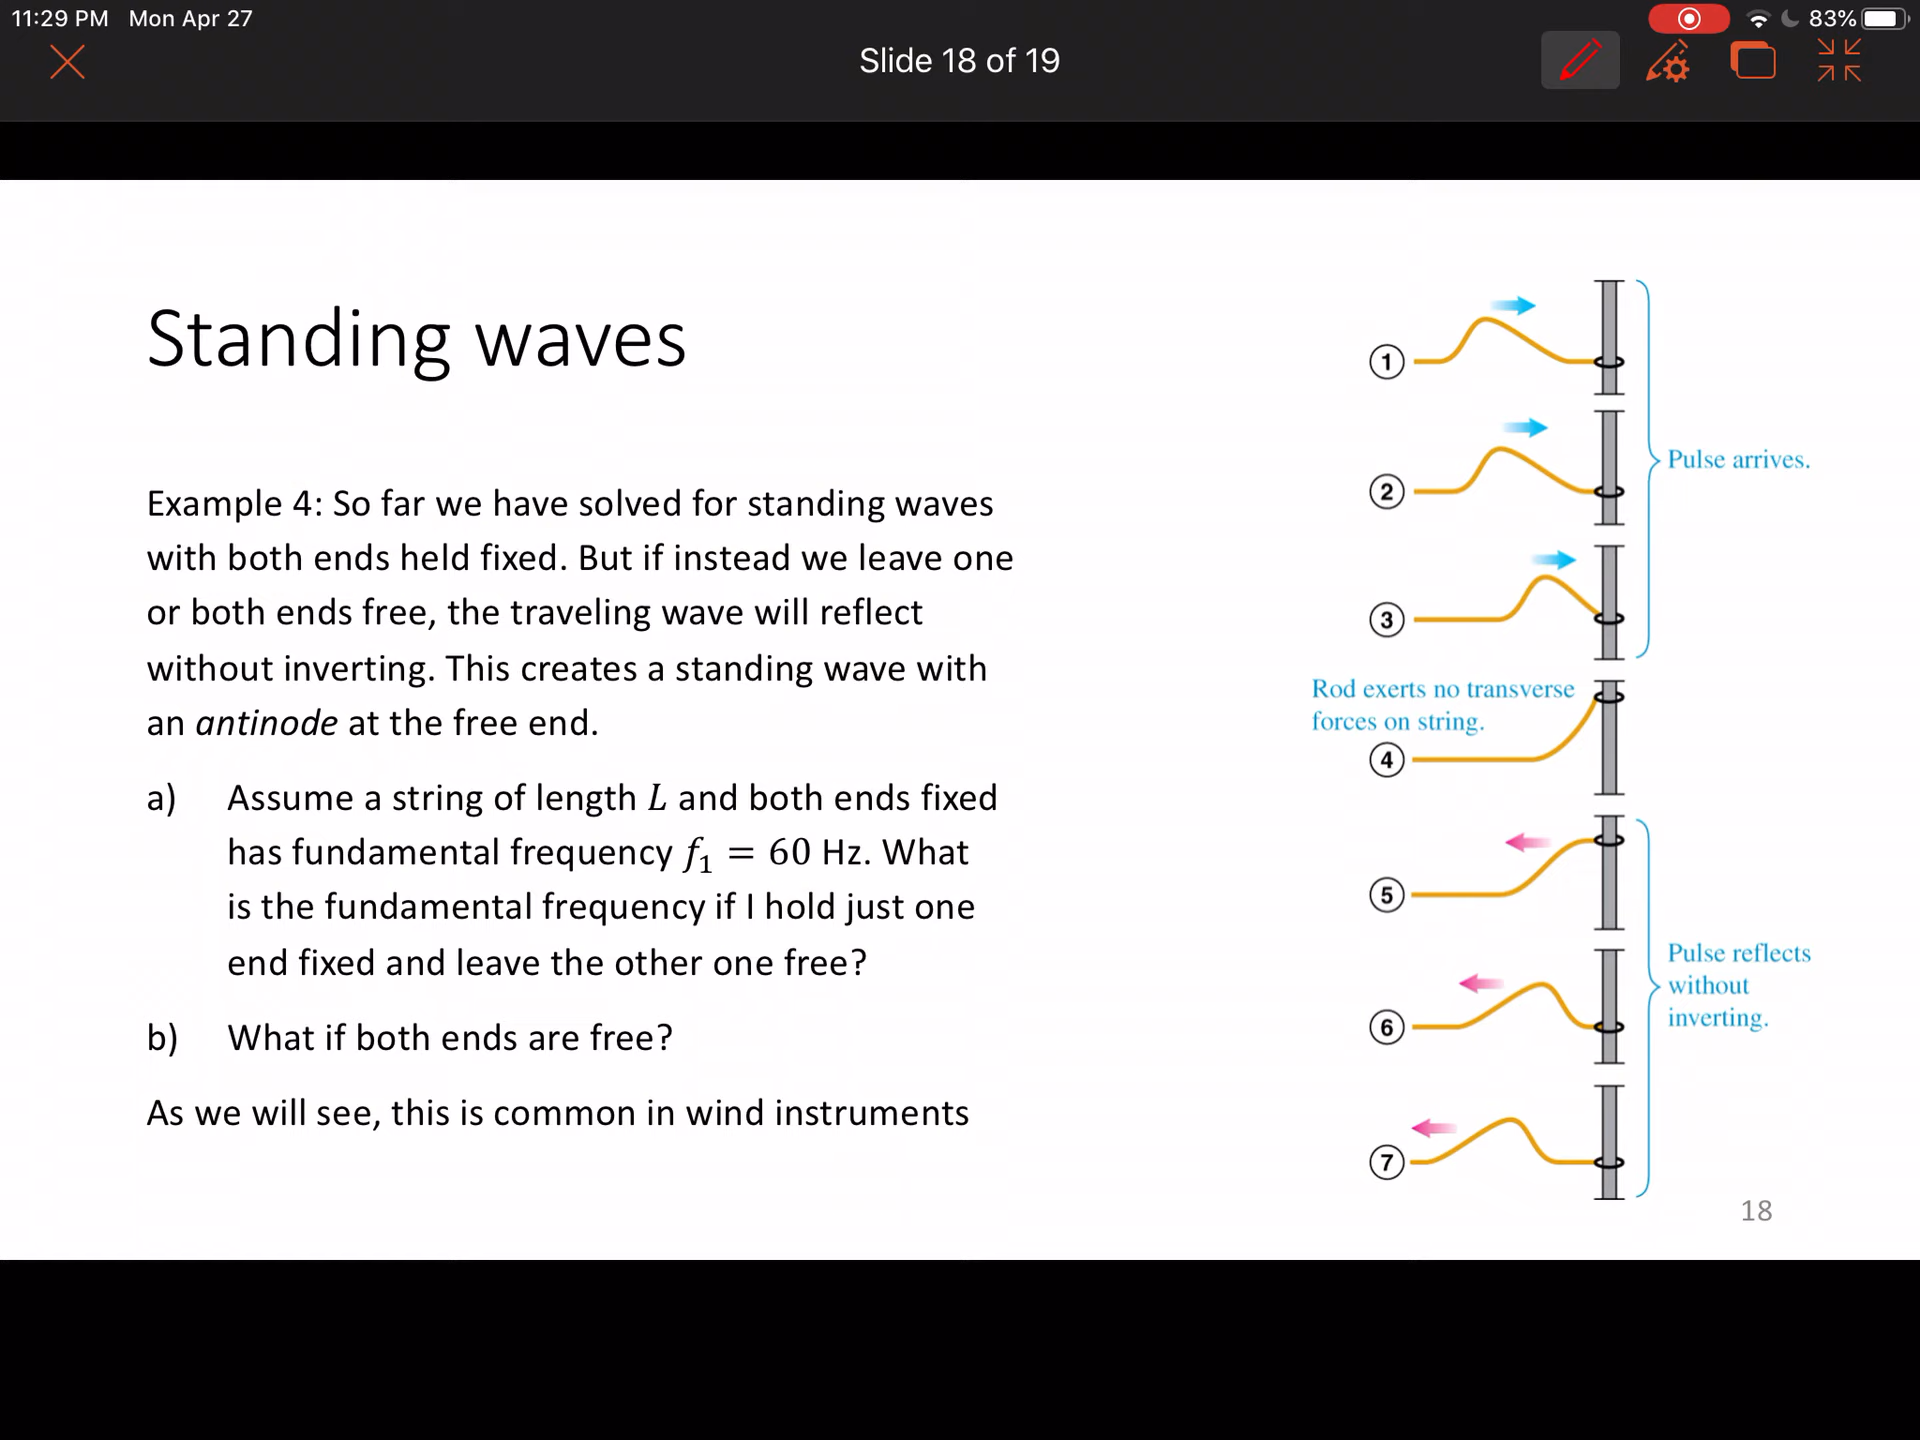 11:29 PM Mon Apr 27
83%
Slide 18 of 19
Standing waves
Example 4: So far we have solved for standing waves
with both ends held fixed. But if instead we leave one
or both ends free, the traveling wave will reflect
without inverting. This creates a standing wave with
an antinode at the free end.
a) Assume a string of length L and both ends fixed
has fundamental frequency f₁ = 60 Hz. What
is the fundamental frequency if I hold just one
end fixed and leave the other one free?
b) What if both ends are free?
As we will see, this is common in wind instruments
1
2
Pulse arrives.
3
Rod exerts no transverse
forces on string.
4
5
Pulse reflects
without
inverting.
6
7
18